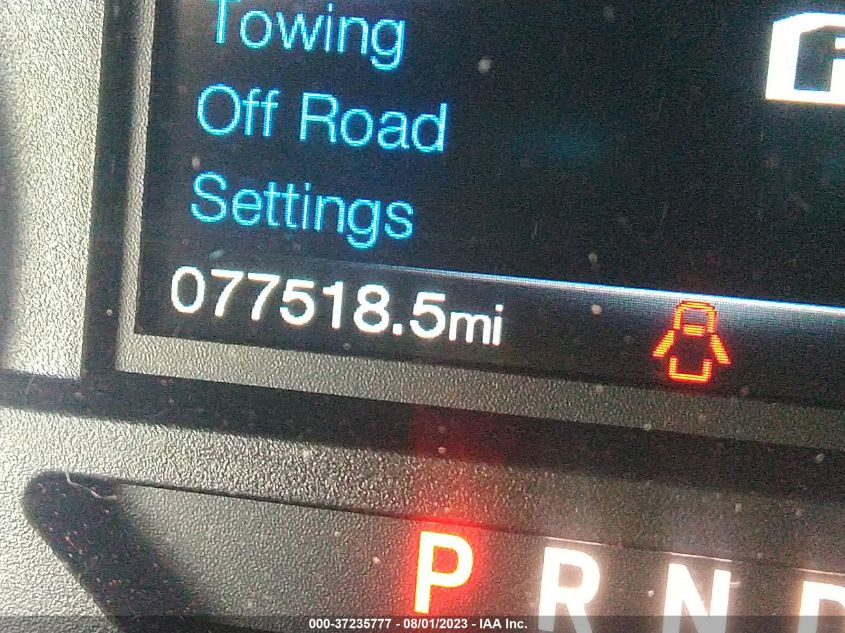 Towing
Off Road
Settings
077518.5mi
P R N D
000-37235777 - 08/01/2023 - IAA Inc.